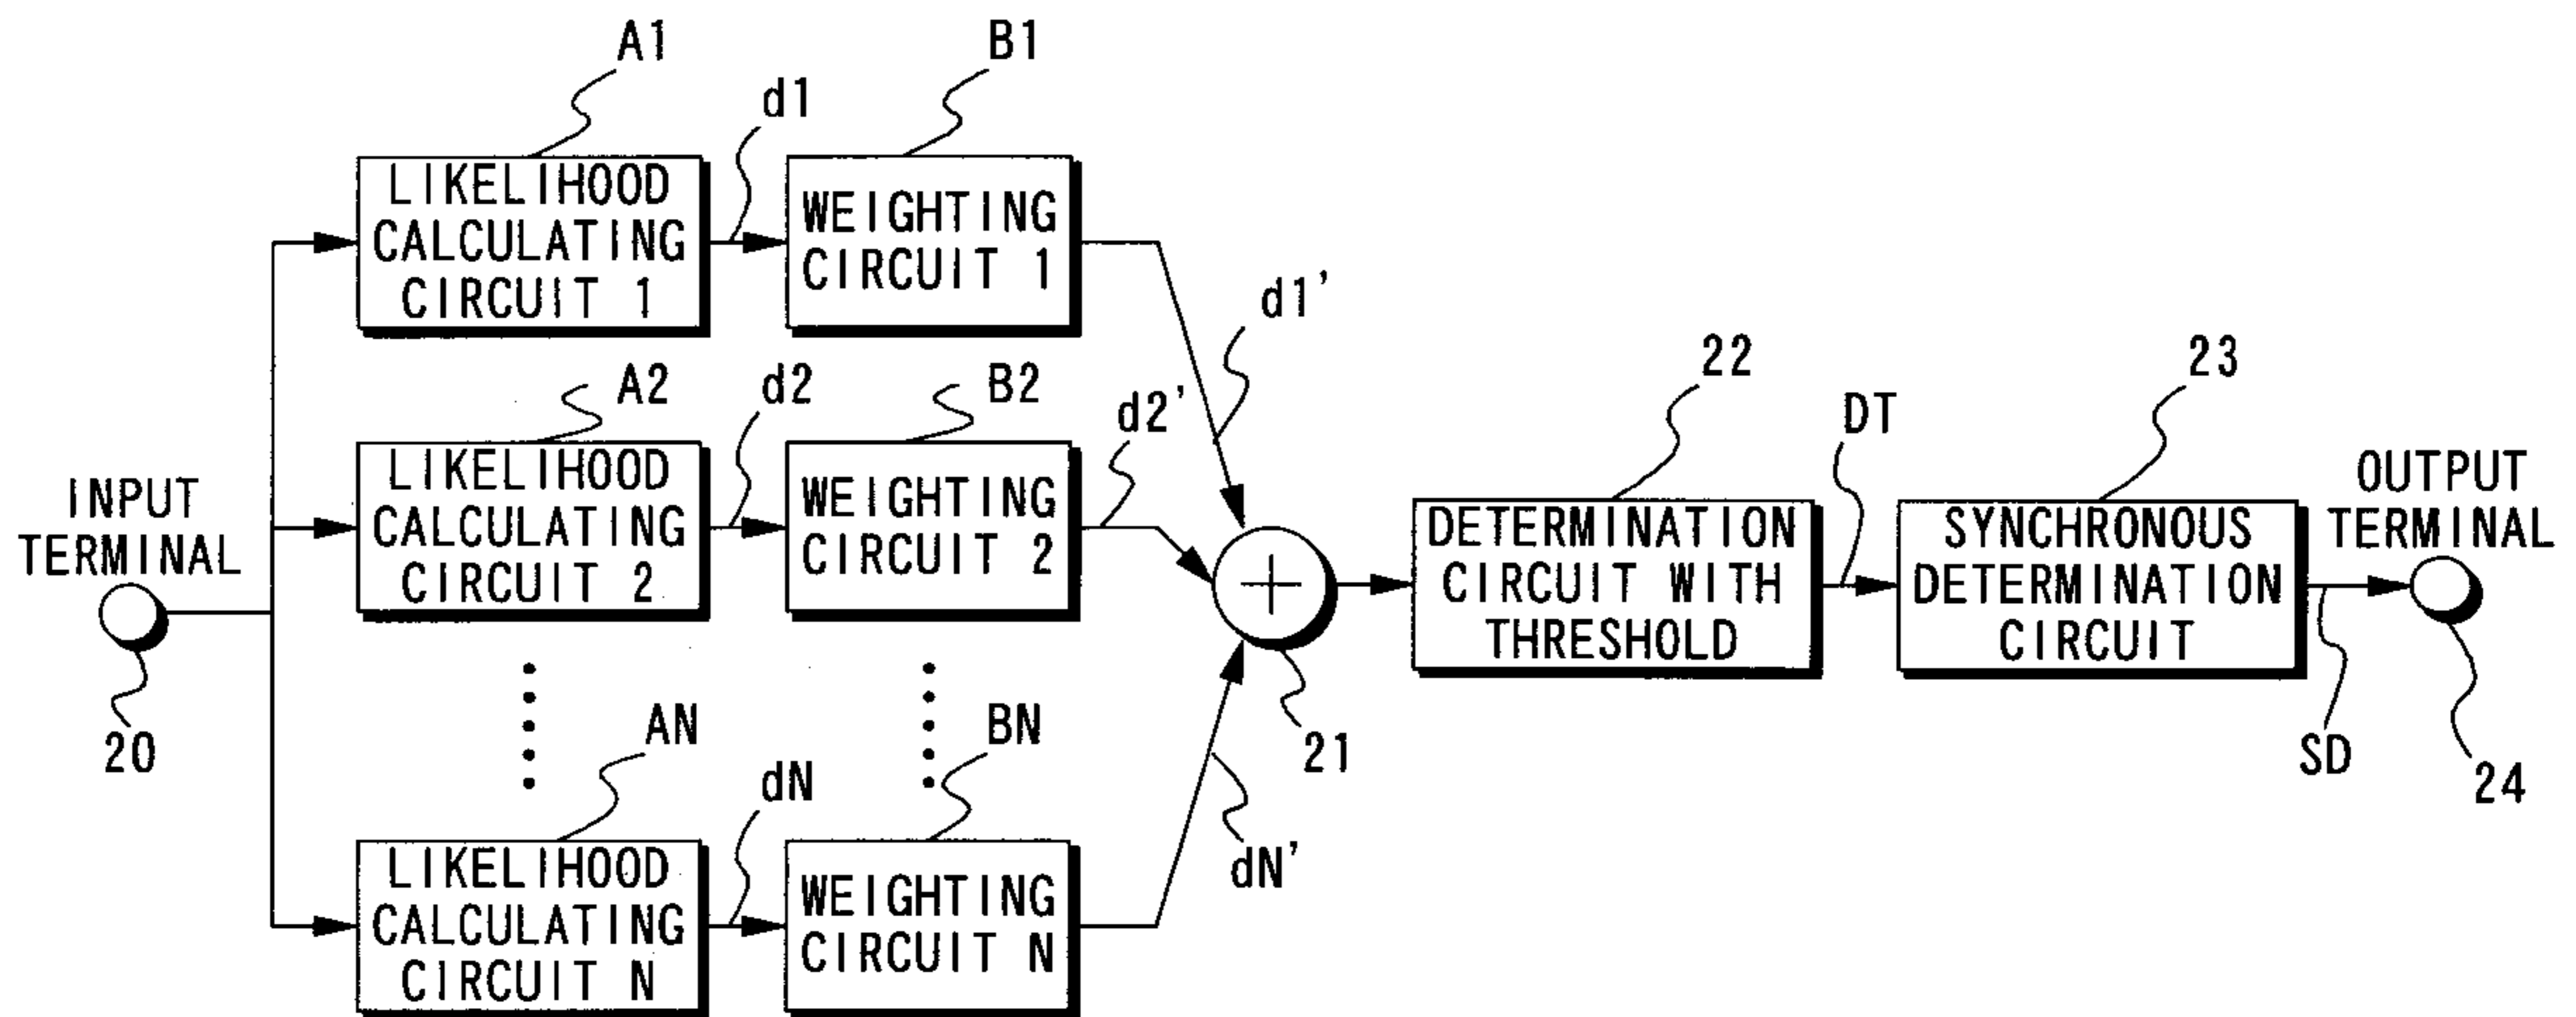 A1
B1
d1
LIKELIHOOD
CALCULATING
CIRCUIT 1
WEIGHTING
CIRCUIT 1
d1'
A2
d2
B2
d2'
22
23
DT
INPUT
TERMINAL
20
LIKELIHOOD
CALCULATING
CIRCUIT 2
WEIGHTING
CIRCUIT 2
21
DETERMINATION
CIRCUIT WITH
THRESHOLD
SYNCHRONOUS
DETERMINATION
CIRCUIT
OUTPUT
TERMINAL
SD
24
AN
BN
dN
dN'
LIKELIHOOD
CALCULATING
CIRCUIT N
WEIGHTING
CIRCUIT N